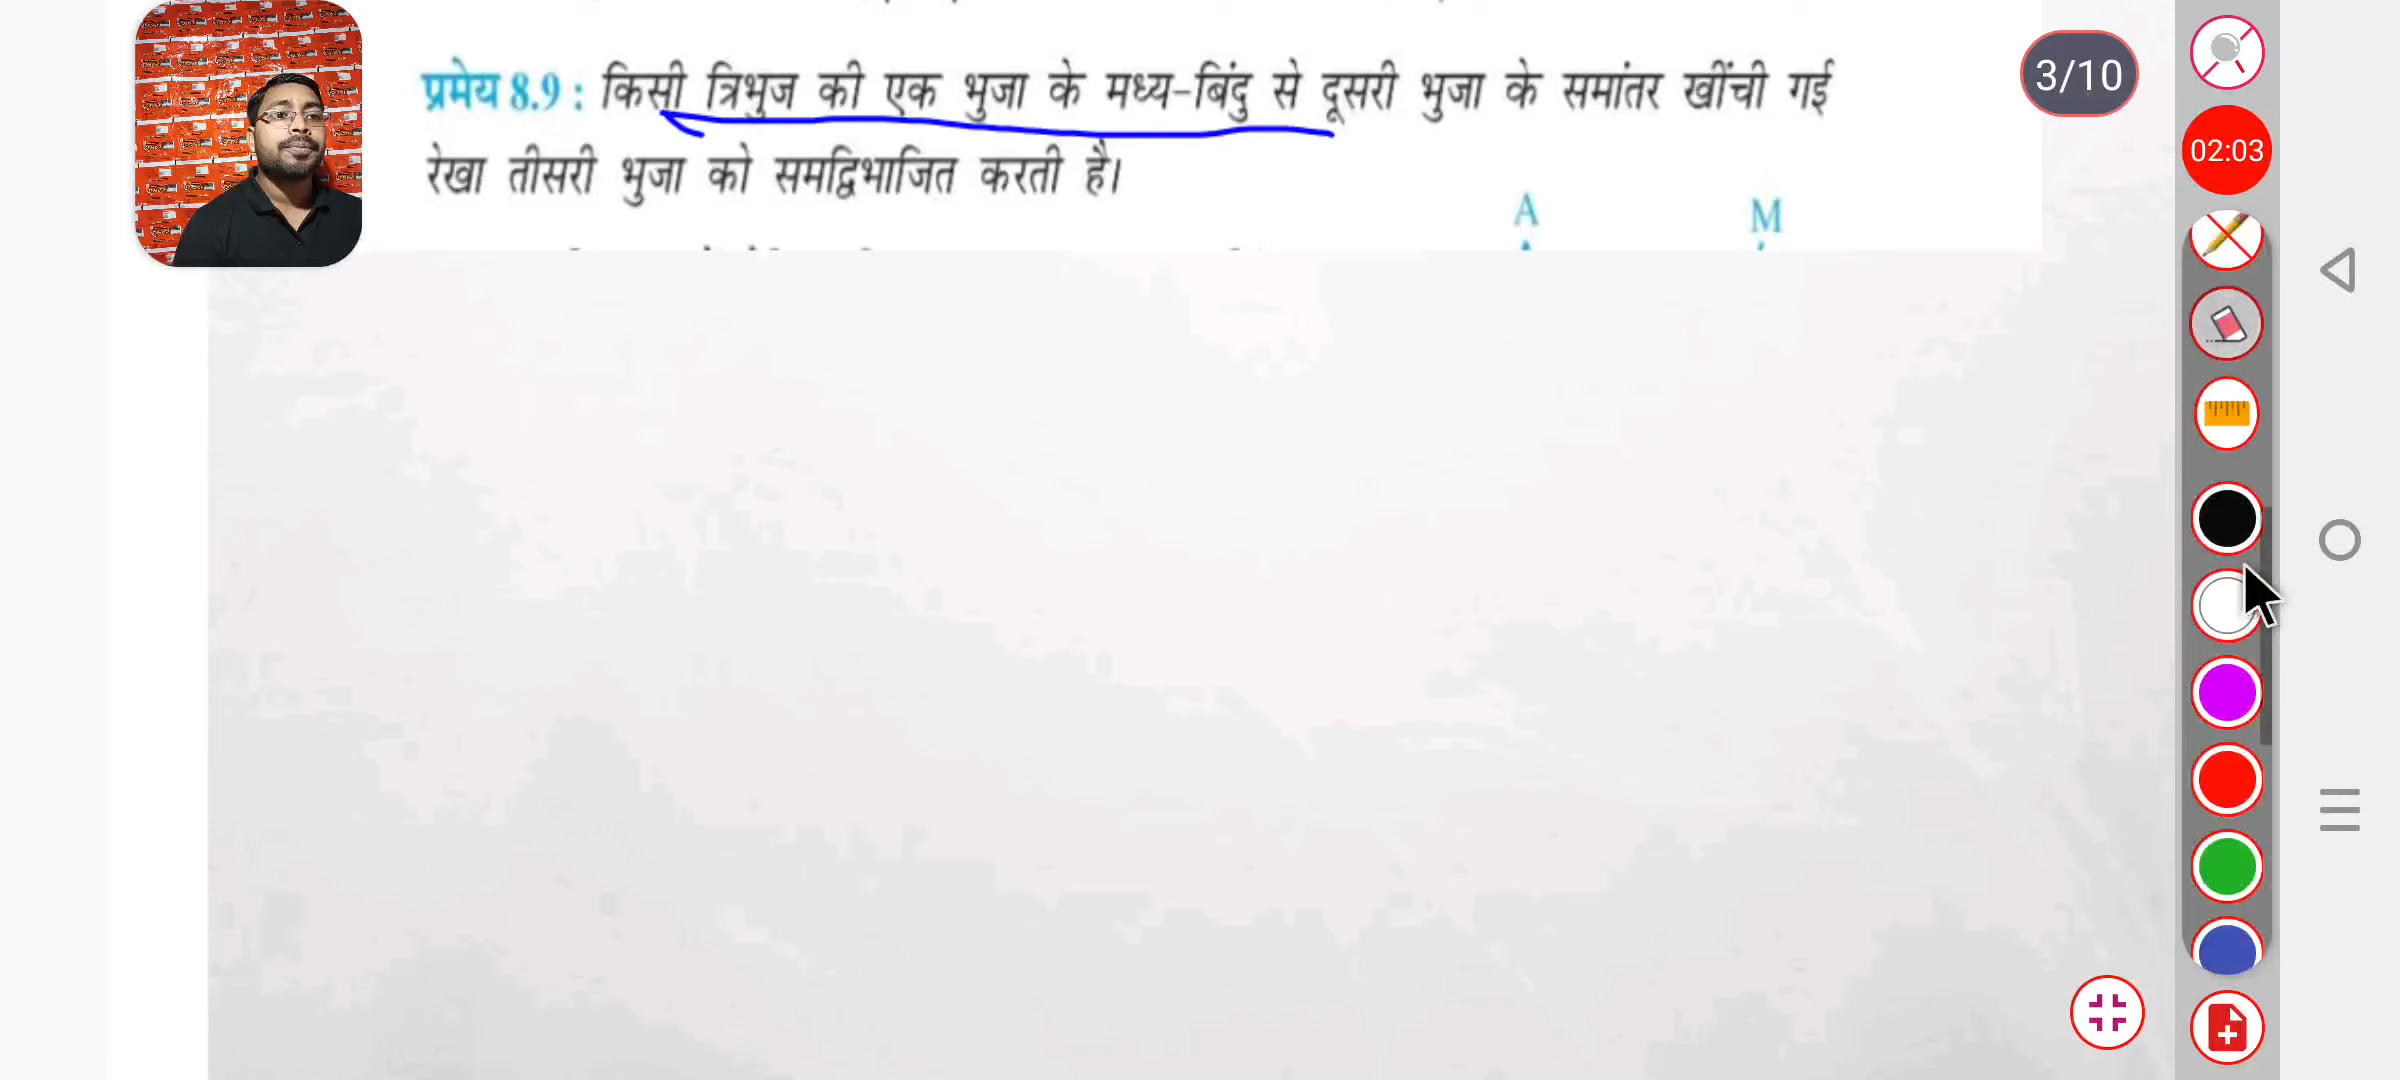 प्रमेय 8.9 : किसी त्रिभुज की एक भुजा के मध्य-बिंदु से दूसरी भुजा के समांतर खींची गई
रेखा तीसरी भुजा को समद्विभाजित करती है।
A M
3/10
02:03